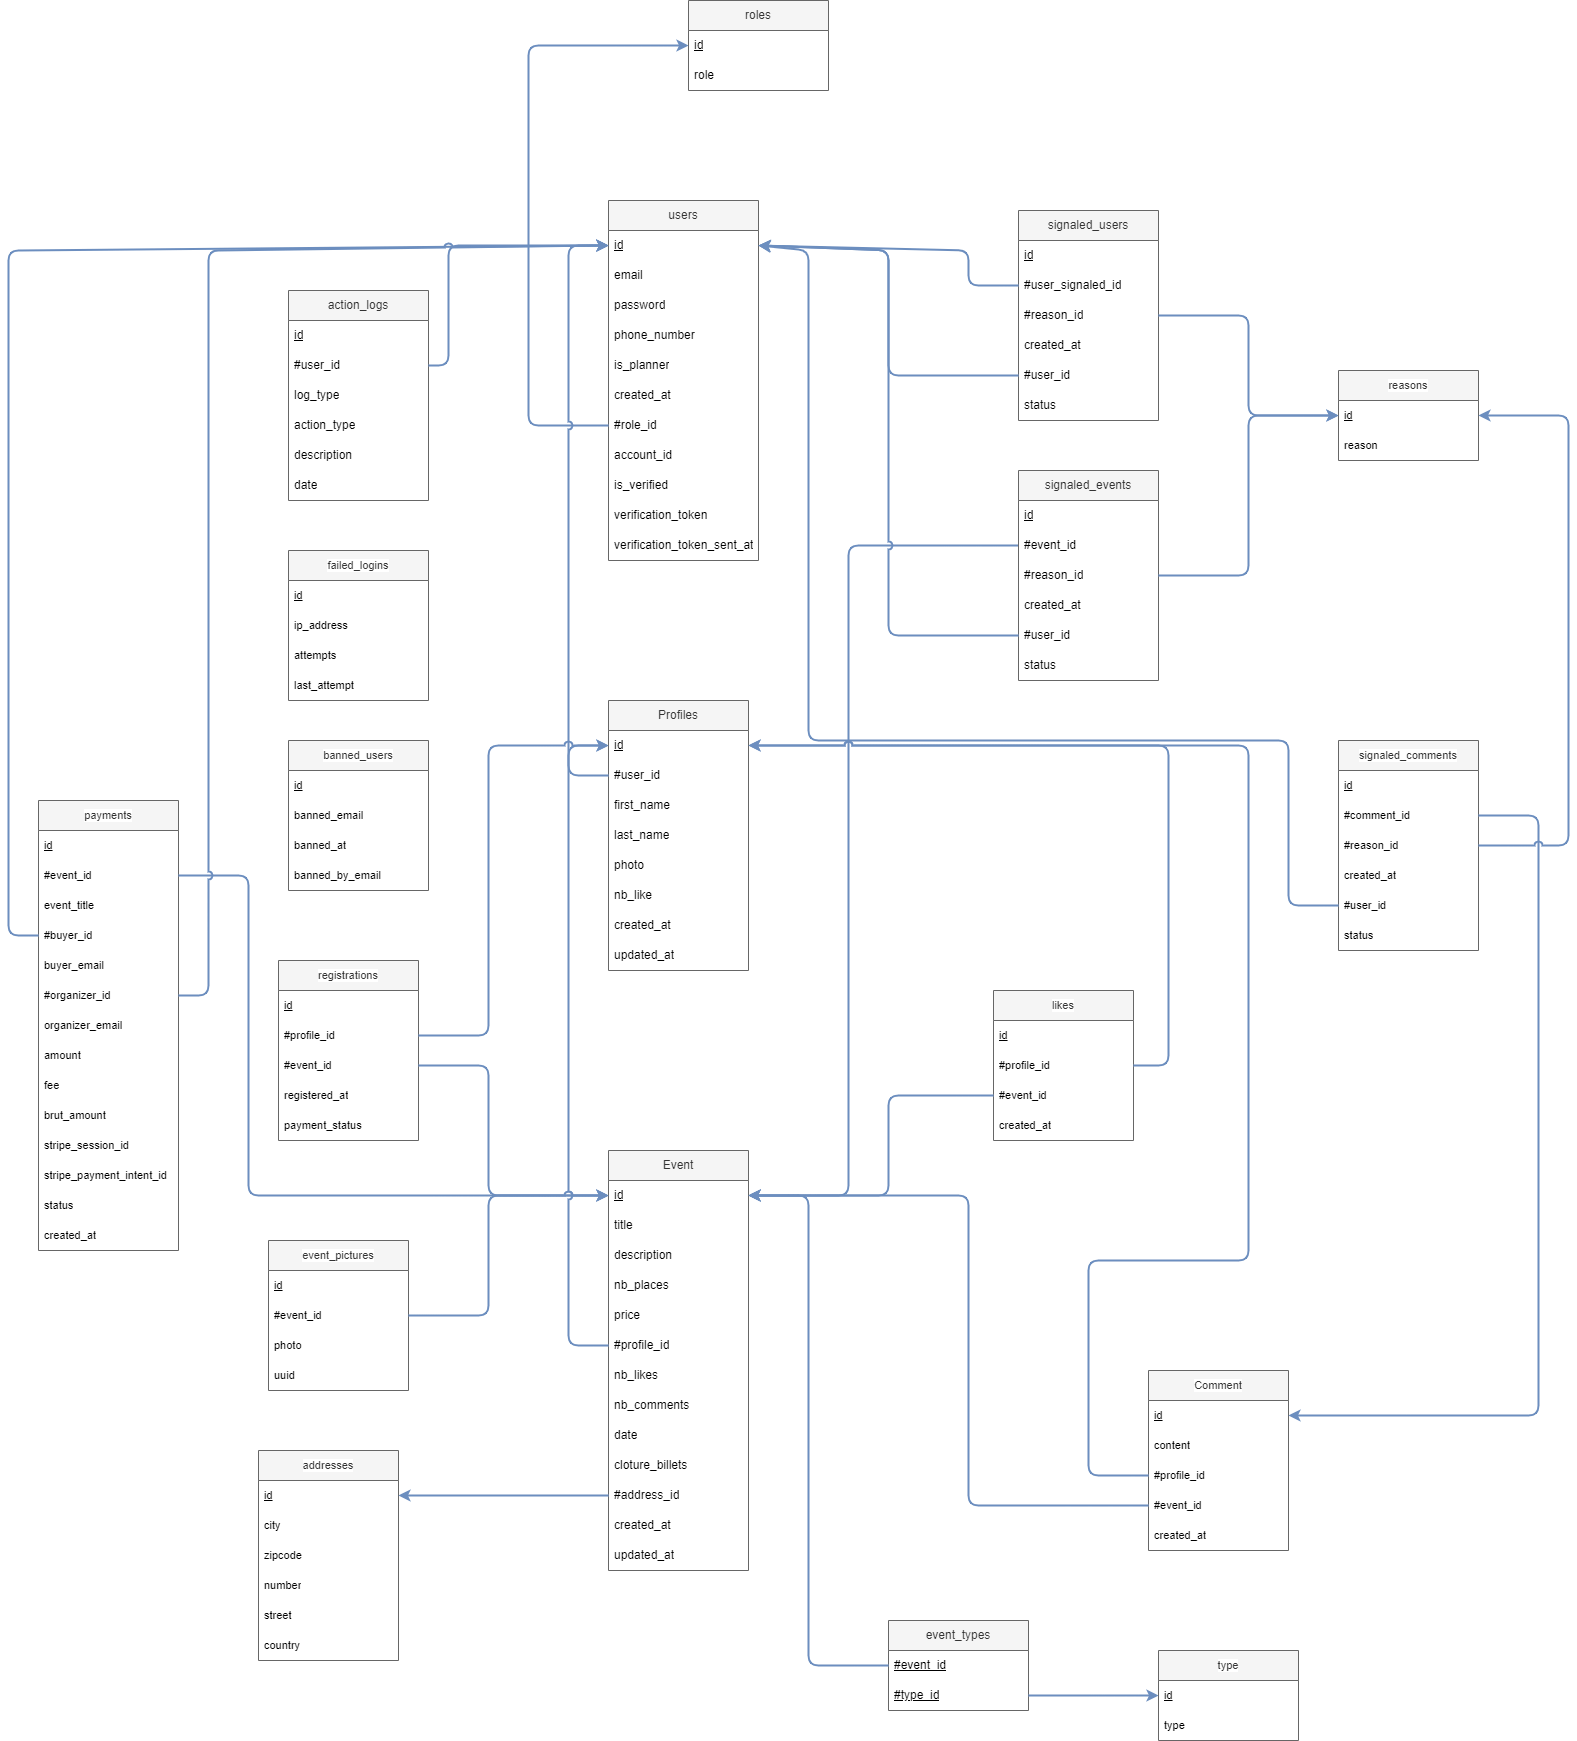 roles
id
role
users
id
email
password
phone_number
is_planner
created_at
#role_id
account_id
is_verified
verification_token
verification_token_sent_at
signaled_users
id
#user_signaled_id
#reason_id
created_at
#user_id
status
action_logs
id
#user_id
log_type
action_type
description
date
reasons
id
reason
signaled_events
id
#event_id
#reason_id
created_at
#user_id
status
failed_logins
id
ip_address
attempts
last_attempt
Profiles
id
#user_id
first_name
last_name
photo
nb_like
created_at
updated_at
banned_users
id
banned_email
banned_at
banned_by_email
signaled_comments
id
#comment_id
#reason_id
created_at
#user_id
status
payments
id
#event_id
event_title
#buyer_id
buyer_email
#organizer_id
organizer_email
amount
fee
brut_amount
stripe_session_id
stripe_payment_intent_id
status
created_at
registrations
id
#profile_id
#event_id
registered_at
payment_status
likes
id
#profile_id
#event_id
created_at
Event
id
title
description
nb_places
price
#profile_id
nb_likes
nb_comments
date
cloture_billets
#address_id
created_at
updated_at
event_pictures
id
#event_id
photo
uuid
Comment
id
content
#profile_id
#event_id
created_at
addresses
id
city
zipcode
number
street
country
event_types
#event_id
#type_id
type
id
type